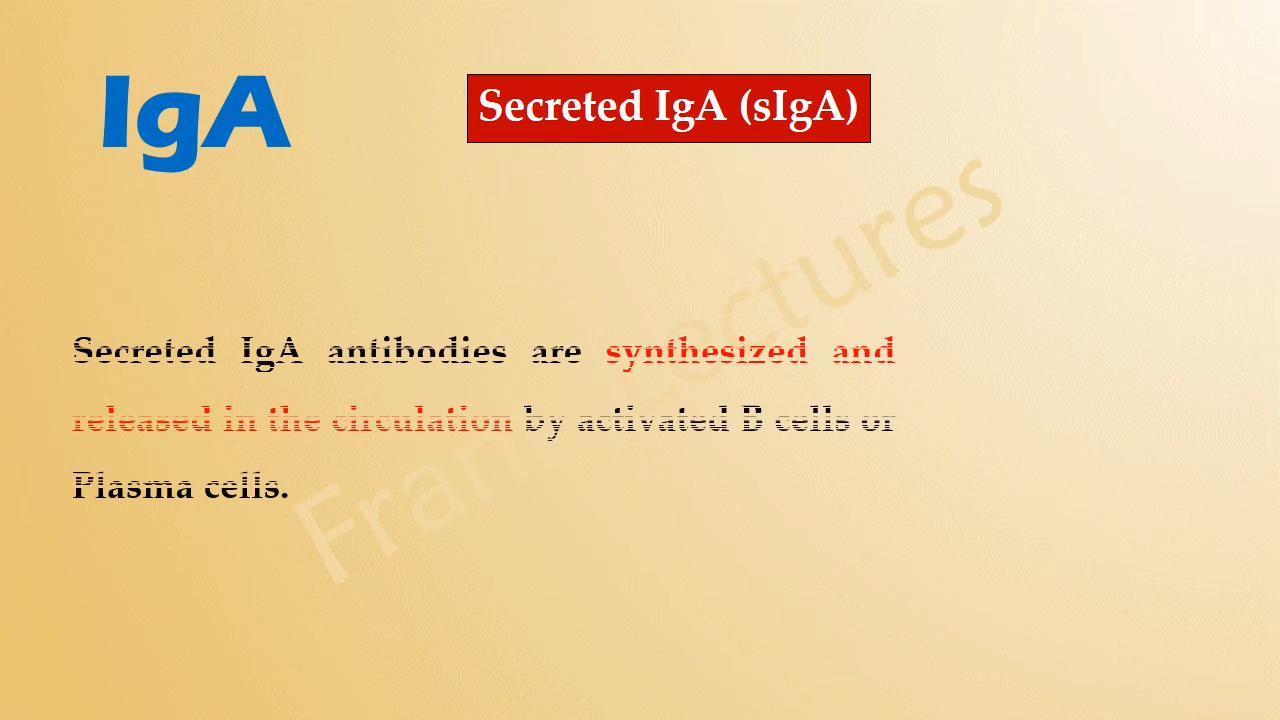 IgA
Secreted IgA (sIgA)
Secreted IgA antibodies are synthesized and
released in the circulation by activated B cells or
Plasma cells.